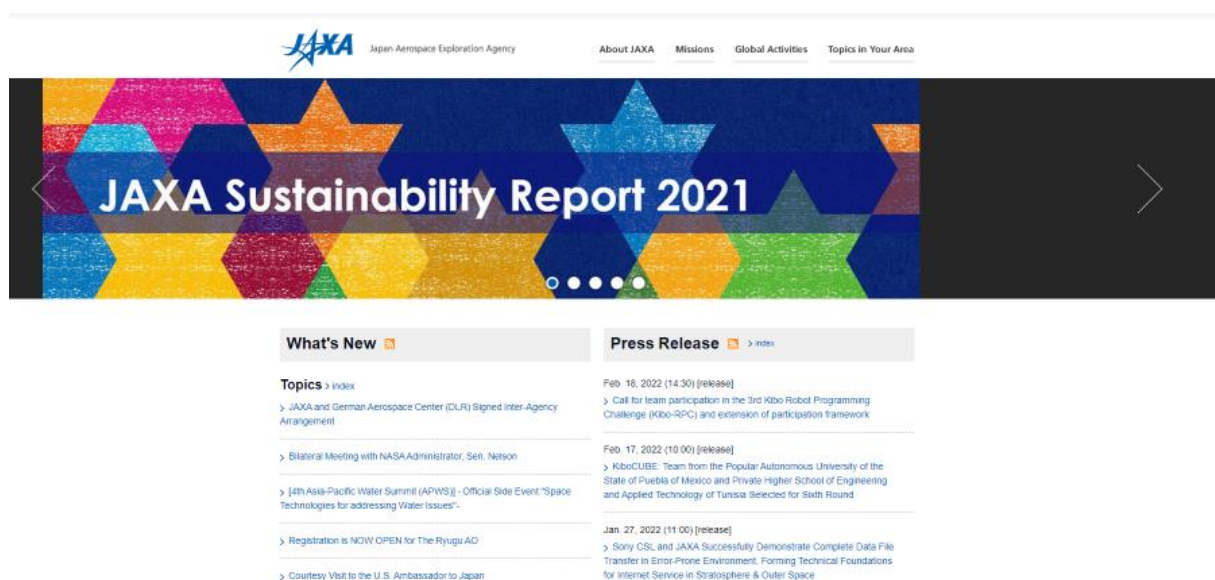 JAXA Japan Aerospace Exploration Agency
About JAXA Missions Global Activities Topics in Your Area
JAXA Sustainability Report 2021
What's New
Topics > index
> JAXA and German Aerospace Center (DLR) Signed Inter-Agency
Arrangement
> Bilateral Meeting with NASA Administrator, Sen. Nelson
> [4th Asia-Pacific Water Summit (APWS)] - Official Side Event "Space
Technologies for addressing Water Issues"-
> Registration is NOW OPEN for The Ryugu AO
> Courtesy Visit to the U.S. Ambassador to Japan
Press Release > index
Feb. 18, 2022 (14:30) [release]
> Call for team participation in the 3rd Kibo Robot Programming
Challenge (Kibo-RPC) and extension of participation framework
Feb. 17, 2022 (10:00) [release]
> KiboCUBE: Team from the Popular Autonomous University of the
State of Puebla of Mexico and Private Higher School of Engineering
and Applied Technology of Tunisia Selected for Sixth Round
Jan. 27, 2022 (11:00) [release]
> Sony CSL and JAXA Successfully Demonstrate Complete Data File
Transfer in Error-Prone Environment, Forming Technical Foundations
for Internet Service in Stratosphere & Outer Space